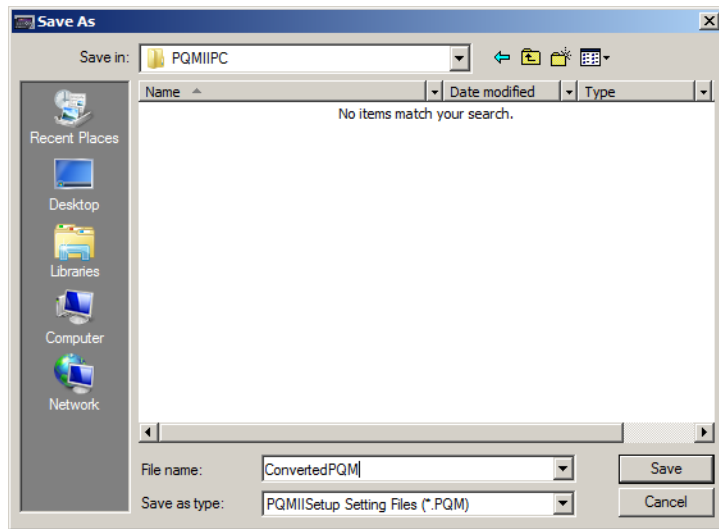 Save As
Save in: PQMIIPC
Name Date modified Type
No items match your search.
Recent Places
Desktop
Libraries
Computer
Network
File name: ConvertedPQM Save
Save as type: PQMIISetup Setting Files (*.PQM) Cancel